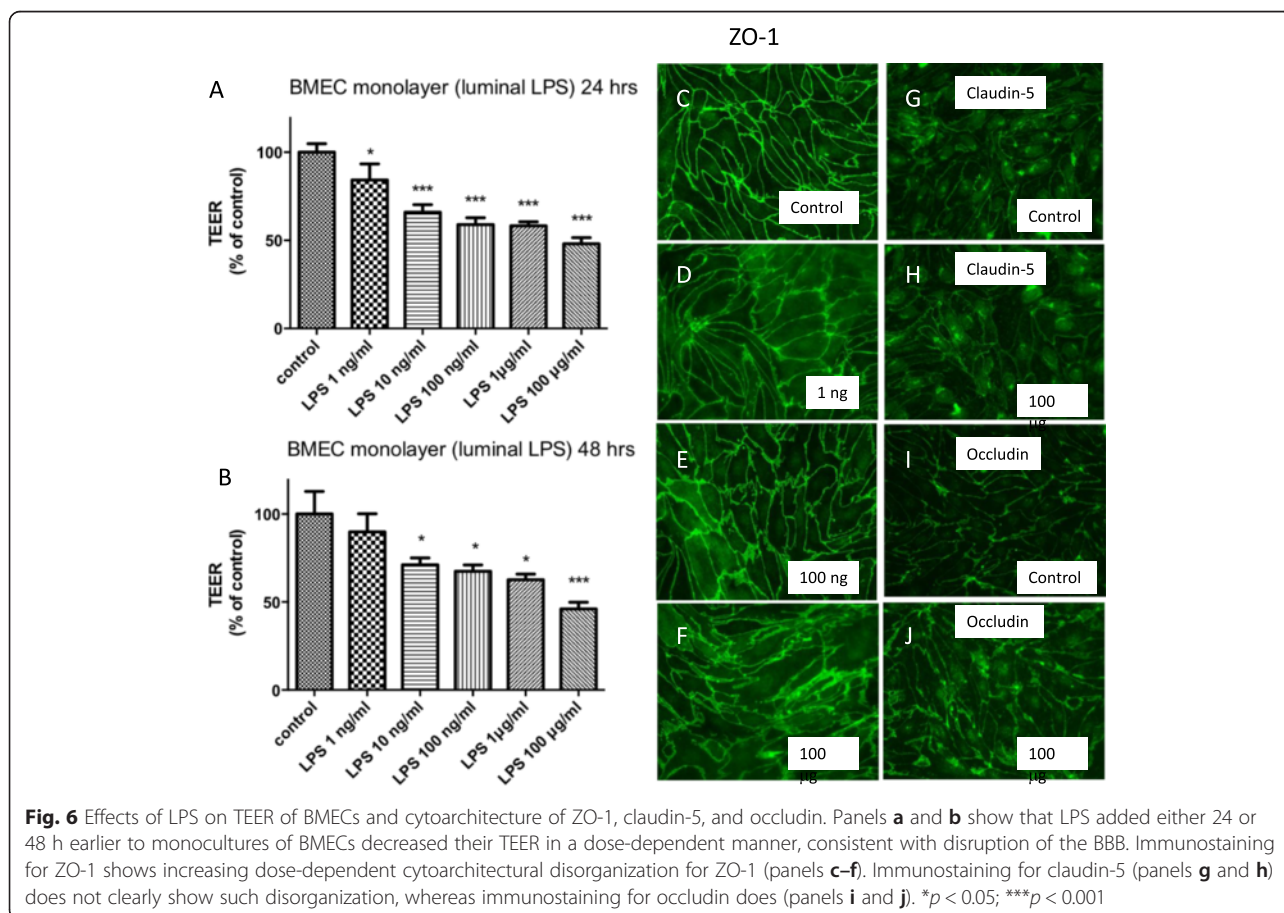 ZO-1
A
BMEC monolayer (luminal LPS) 24 hrs
TEER
(% of control)
100
50
0
*
***
***
***
***
control
LPS 1 ng/ml
LPS 10 ng/ml
LPS 100 ng/ml
LPS 1µg/ml
LPS 100 µg/ml
B
BMEC monolayer (luminal LPS) 48 hrs
TEER
(% of control)
100
50
0
*
*
*
***
control
LPS 1 ng/ml
LPS 10 ng/ml
LPS 100 ng/ml
LPS 1µg/ml
LPS 100 µg/ml
C
Control
D
1 ng
E
100 ng
F
100
µg
G
Claudin-5
Control
H
Claudin-5
100
µg
I
Occludin
Control
J
Occludin
100
µg
Fig. 6 Effects of LPS on TEER of BMECs and cytoarchitecture of ZO-1, claudin-5, and occludin. Panels a and b show that LPS added either 24 or
48 h earlier to monocultures of BMECs decreased their TEER in a dose-dependent manner, consistent with disruption of the BBB. Immunostaining
for ZO-1 shows increasing dose-dependent cytoarchitectural disorganization for ZO-1 (panels c–f). Immunostaining for claudin-5 (panels g and h)
does not clearly show such disorganization, whereas immunostaining for occludin does (panels i and j). *p < 0.05; ***p < 0.001